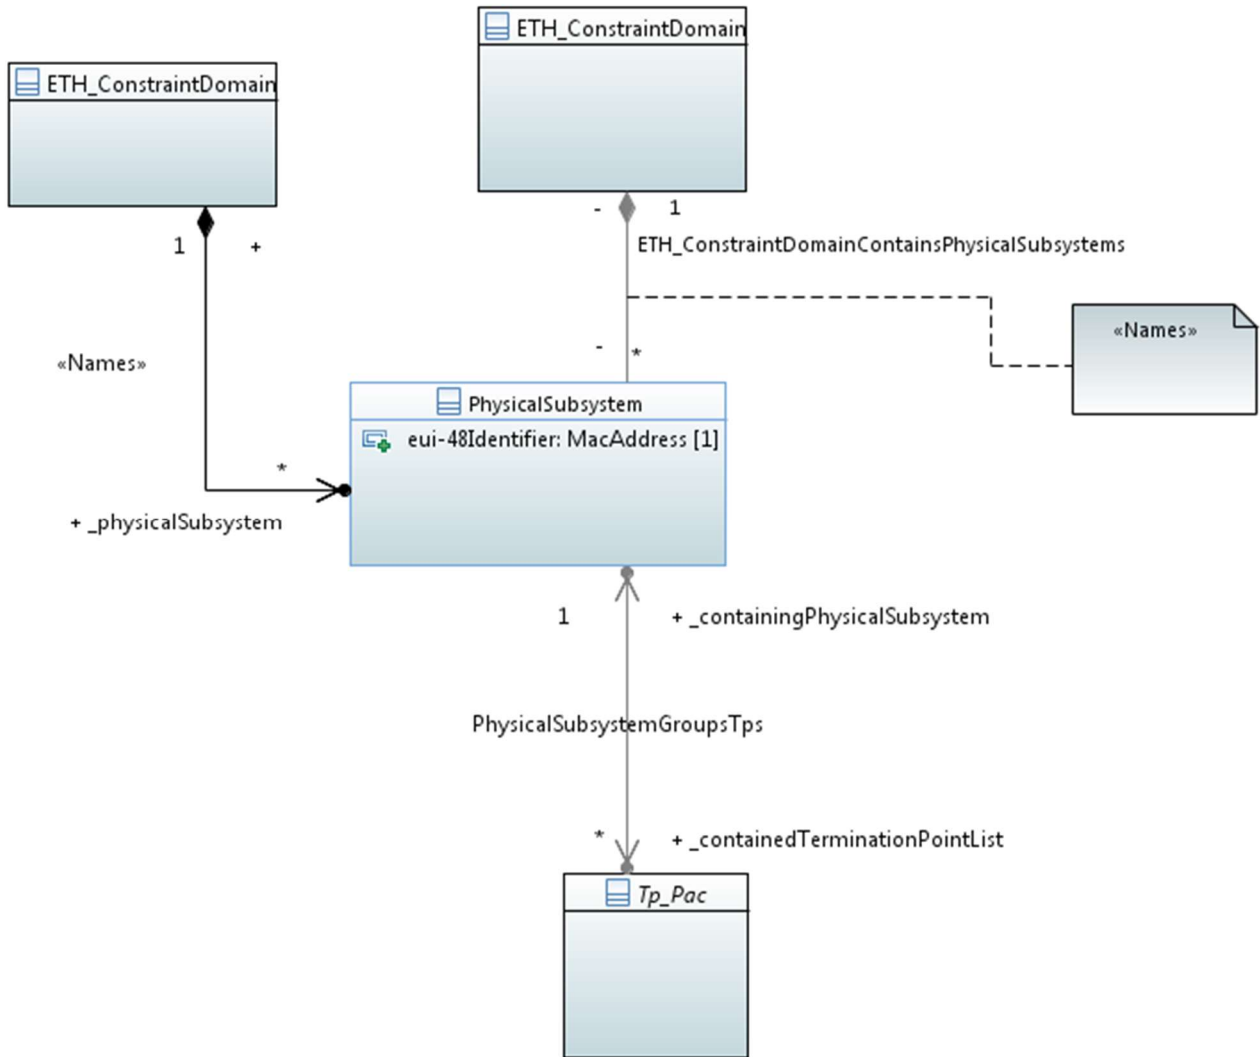 ETH_ConstraintDomain
ETH_ConstraintDomain
- 1
1 +
ETH_ConstraintDomainContainsPhysicalSubsystems
«Names»
- *
«Names»
PhysicalSubsystem
eui-48Identifier: MacAddress [1]
*
+ _physicalSubsystem
1 + _containingPhysicalSubsystem
PhysicalSubsystemGroupsTps
* + _containedTerminationPointList
Tp_Pac